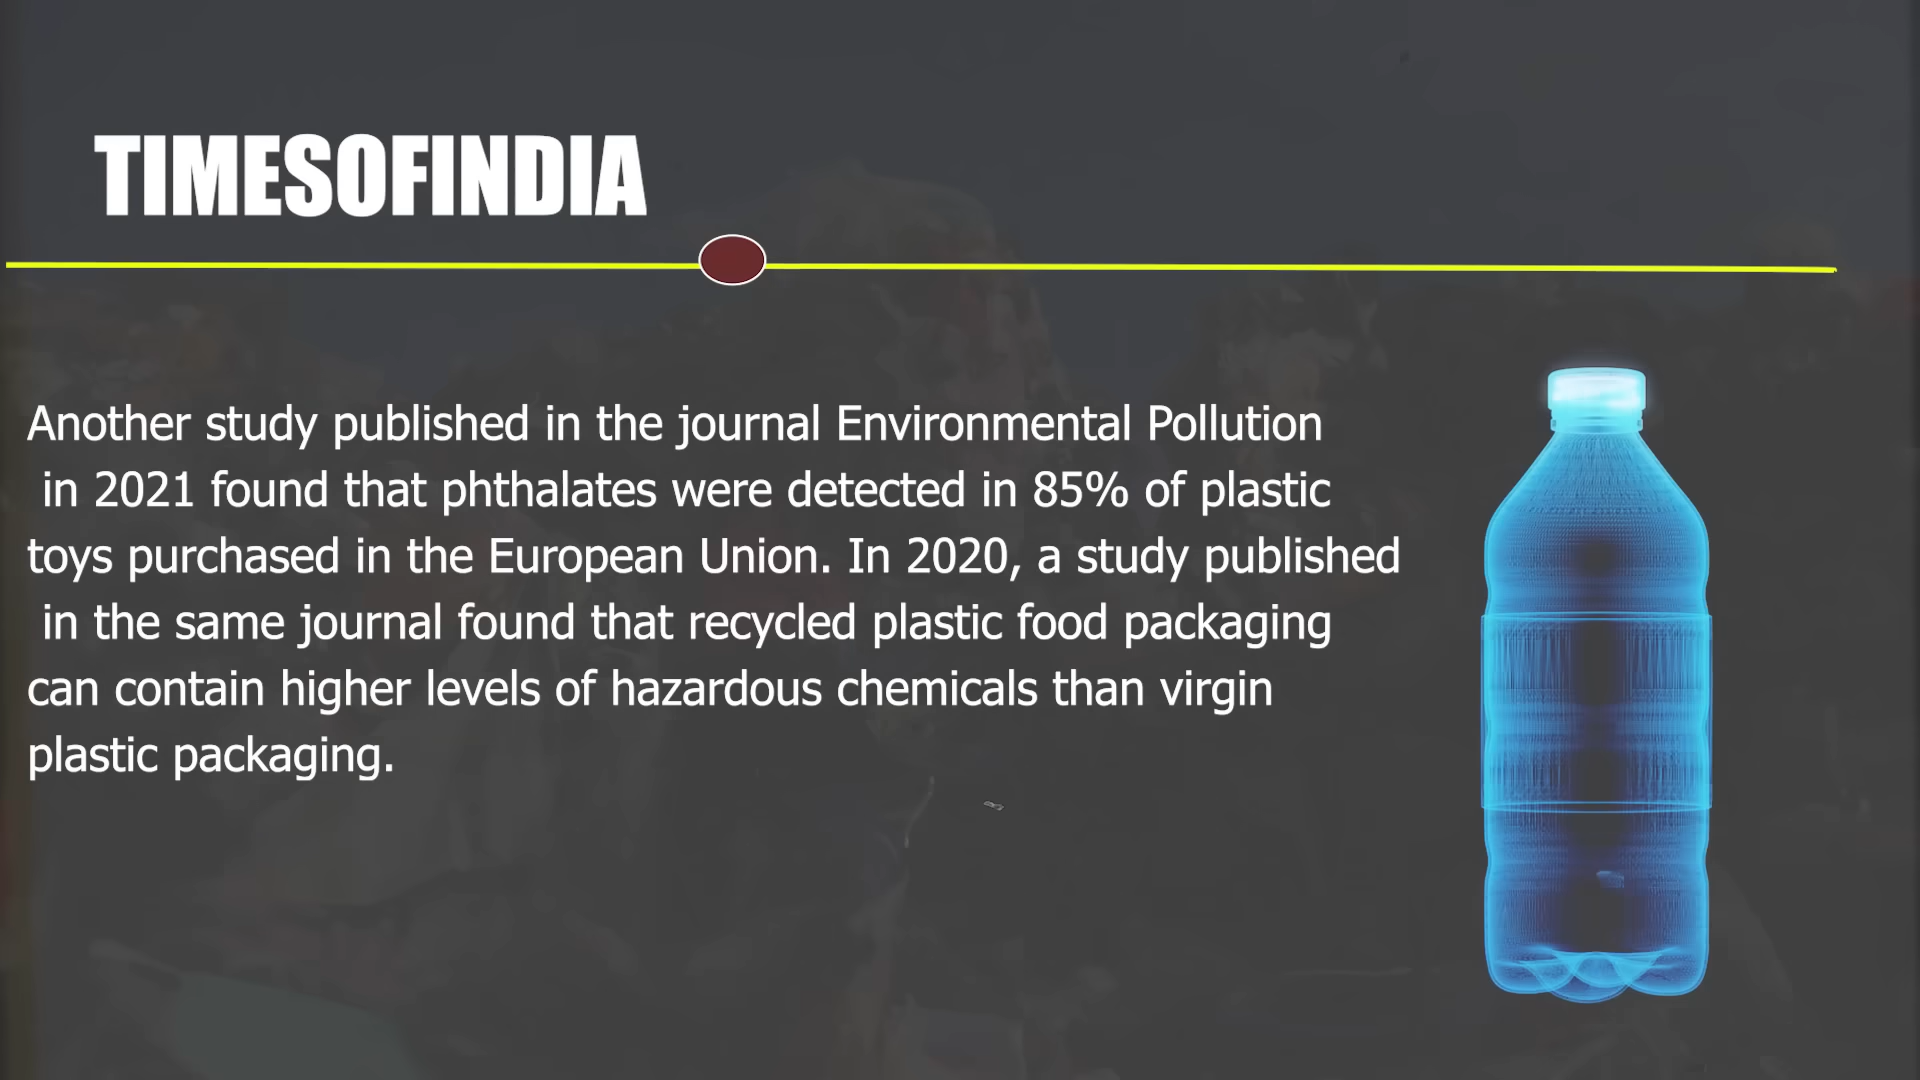 TIMESOFINDIA
Another study published in the journal Environmental Pollution
in 2021 found that phthalates were detected in 85% of plastic
toys purchased in the European Union. In 2020, a study published
in the same journal found that recycled plastic food packaging
can contain higher levels of hazardous chemicals than virgin
plastic packaging.